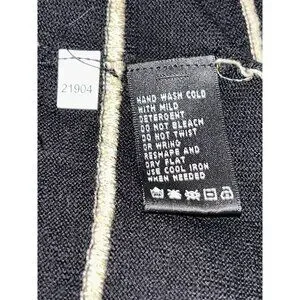 21904
HAND WASH COLD
WITH MILD
DETERGENT
DO NOT BLEACH
DO NOT TWIST
OR WRING
RESHAPE AND
DRY FLAT
USE COOL IRON
WHEN NEEDED